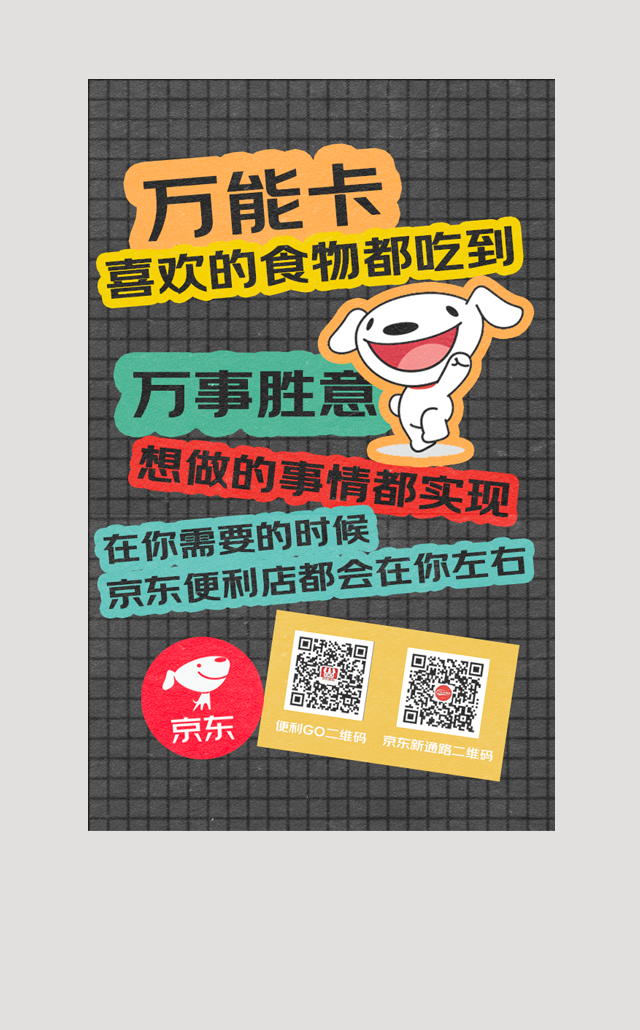 万能卡
喜欢的食物都吃到
万事胜意
想做的事情都实现
在你需要的时候
京东便利店都会在你左右
京东
便利GO二维码
京东新通路二维码